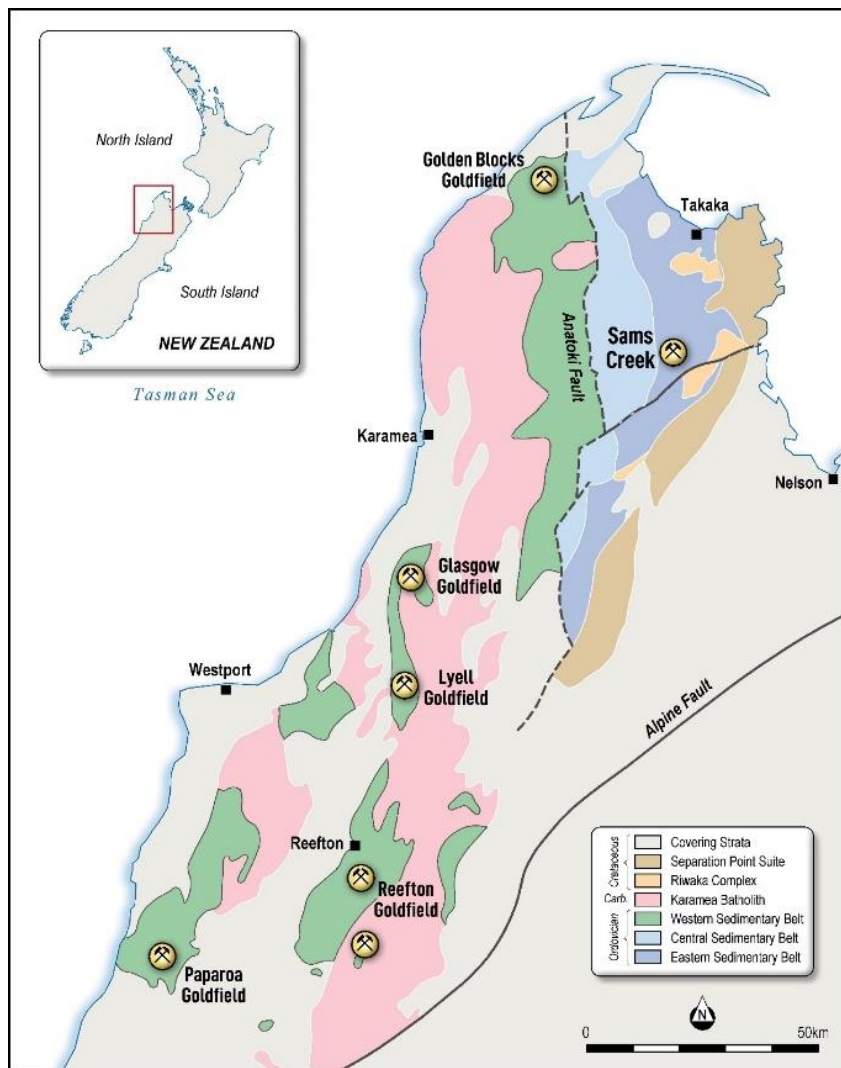 North Island
South Island
NEW ZEALAND
Tasman Sea
Golden Blocks
Goldfield
Takaka
Anatoki Fault
Sams
Creek
Karamea
Nelson
Glasgow
Goldfield
Westport
Lyell
Goldfield
Alpine Fault
Reefton
Reefton
Goldfield
Paparoa
Goldfield
Cretaceous
Covering Strata
Separation Point Suite
Riwaka Complex
Carb.
Karamea Batholith
Ordovician
Western Sedimentary Belt
Central Sedimentary Belt
Eastern Sedimentary Belt
N
0
50km